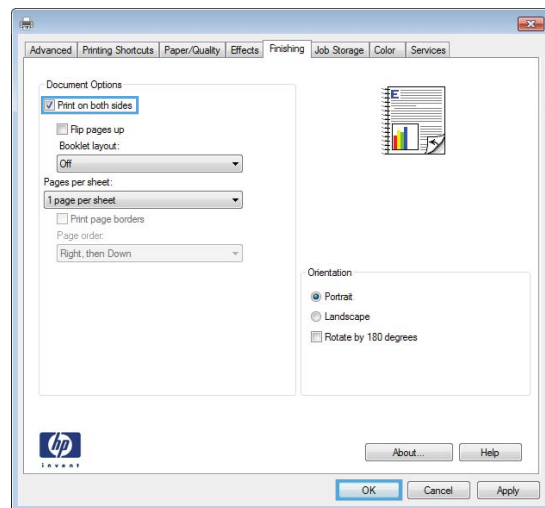 Advanced
Printing Shortcuts
Paper/Quality
Effects
Finishing
Job Storage
Color
Services
Document Options
Print on both sides
Flip pages up
Booklet layout:
Off
Pages per sheet:
1 page per sheet
Print page borders
Page order:
Right, then Down
E
Orientation
Portrait
Landscape
Rotate by 180 degrees
hp
invent
About...
Help
OK
Cancel
Apply